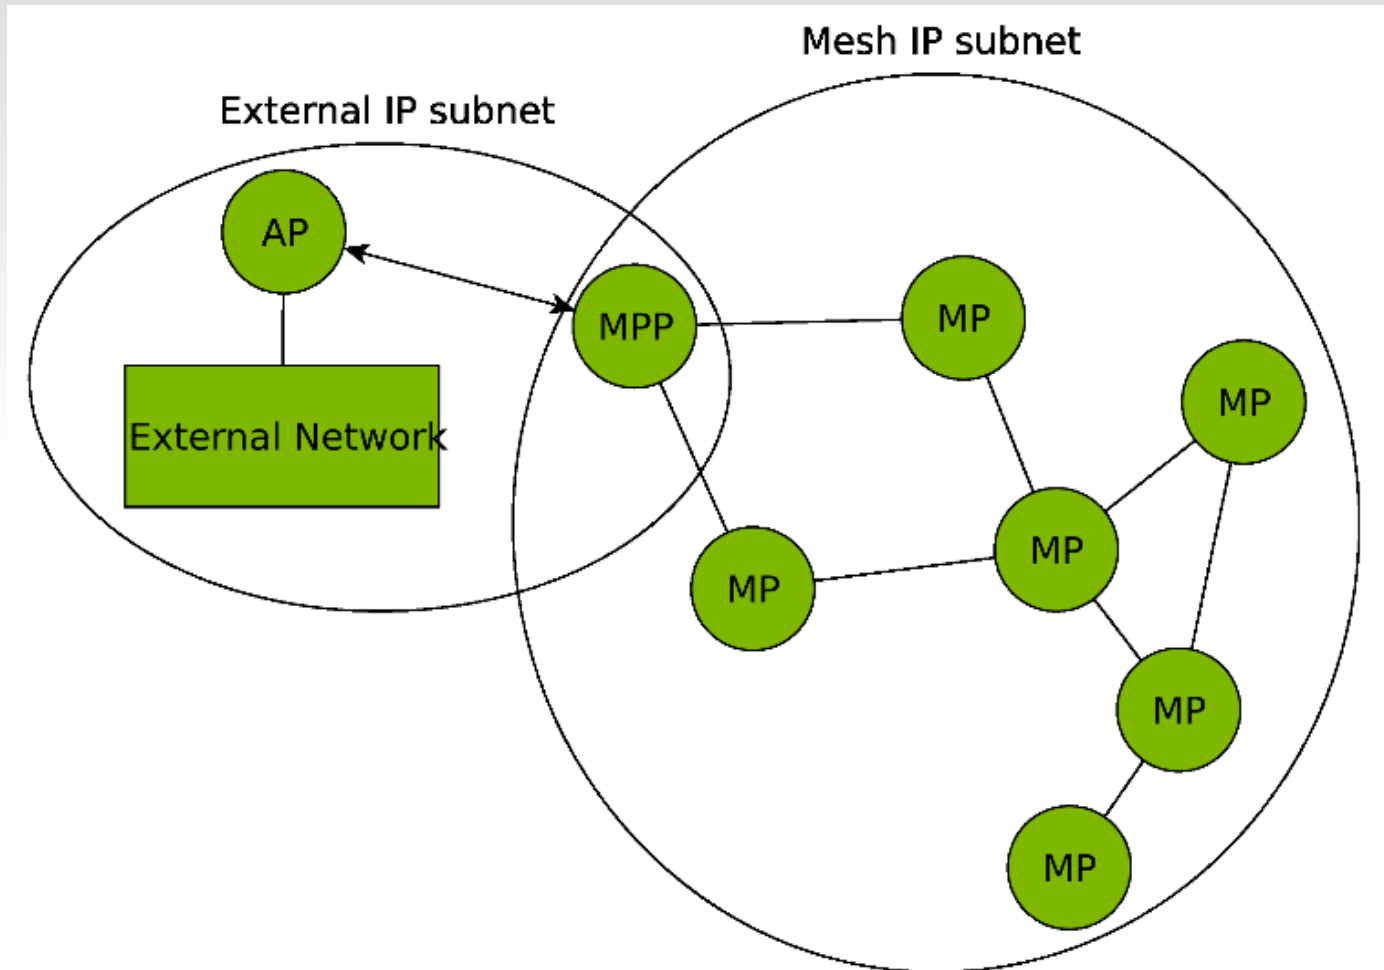 Mesh IP subnet
External IP subnet
AP
MPP
MP
MP
External Network
MP
MP
MP
MP